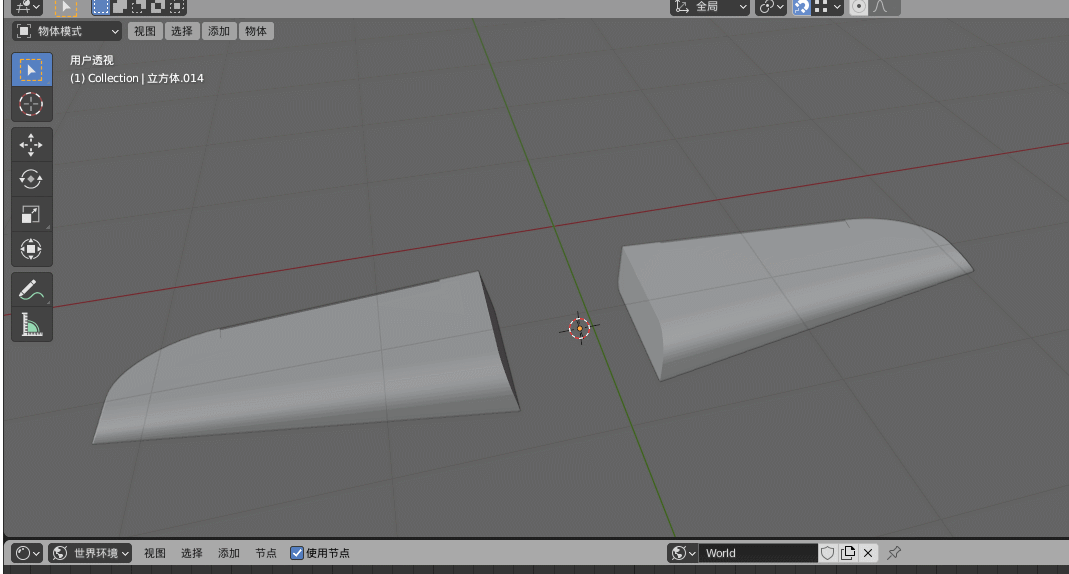 全局
物体模式 视图 选择 添加 物体
用户透视
(1) Collection | 立方体.014
世界环境 视图 选择 添加 节点 使用节点 World